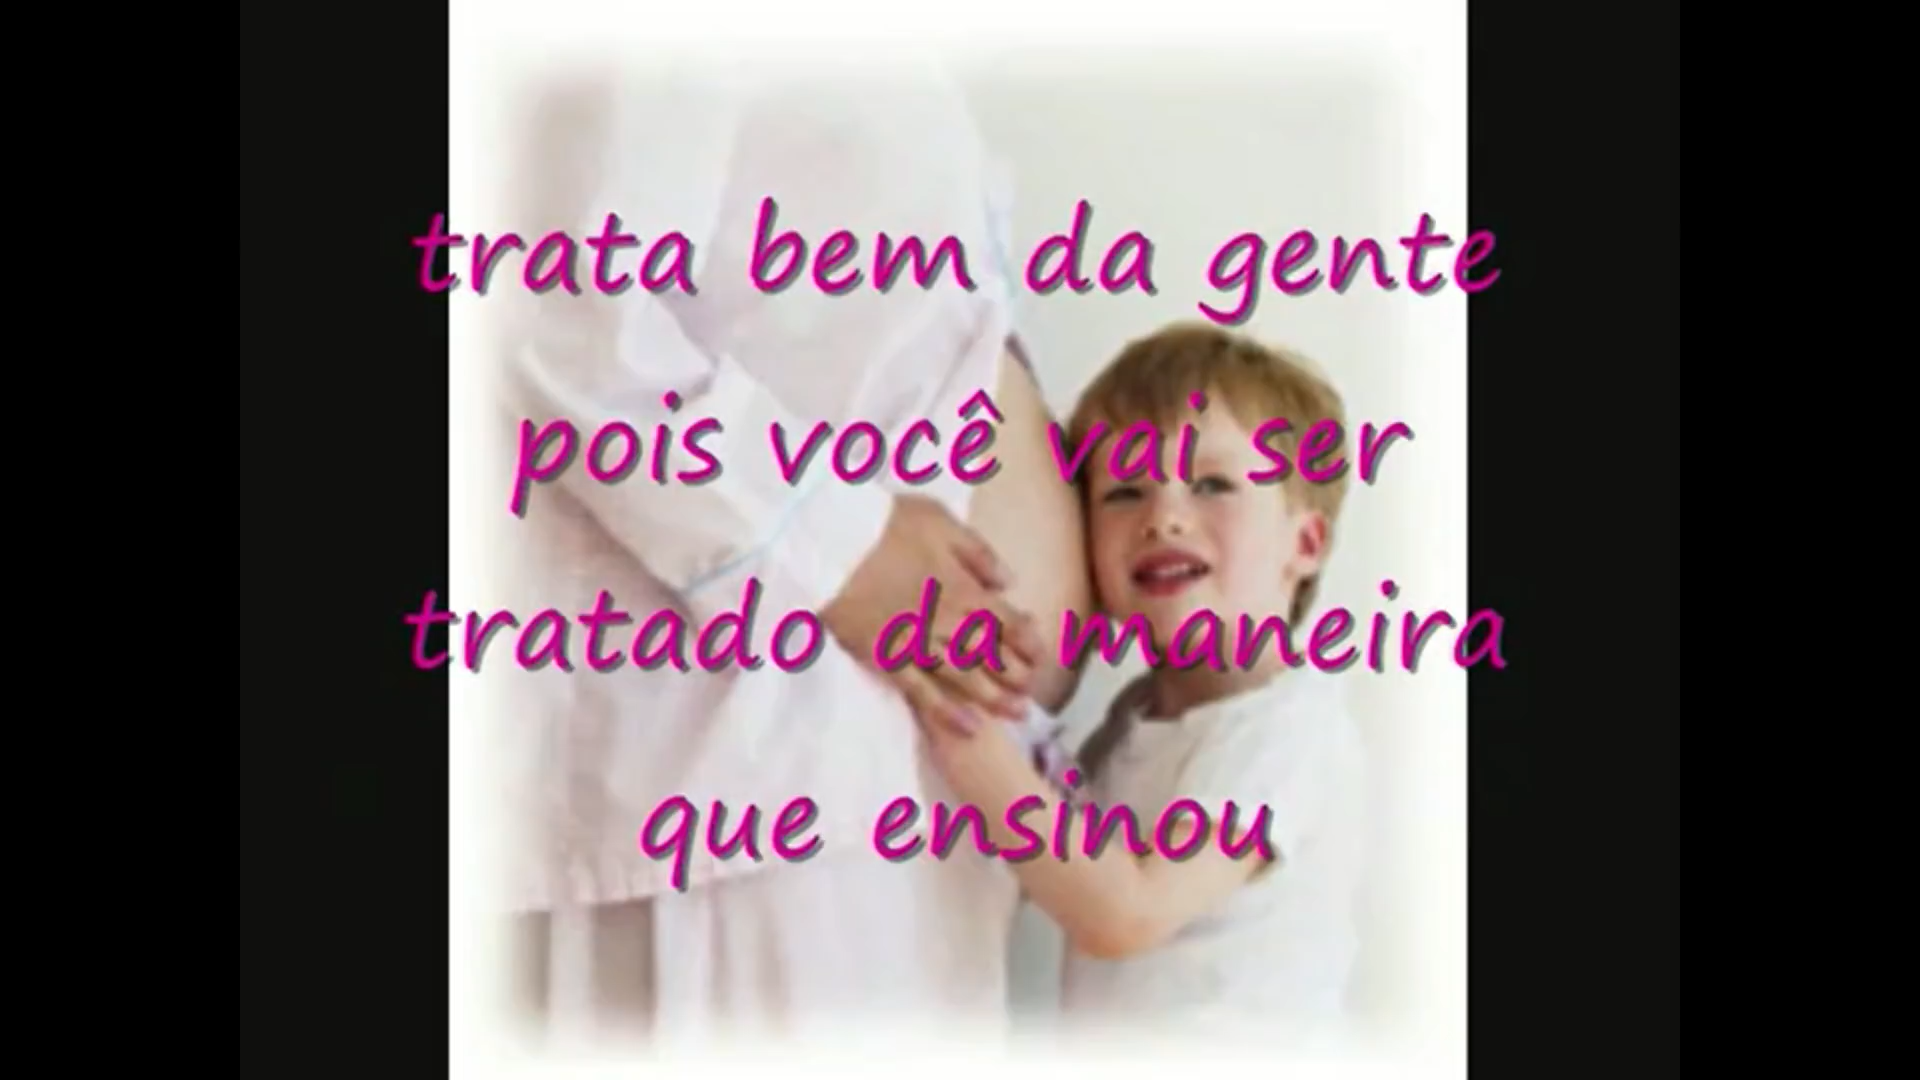 trata bem da gente
pois você vai ser
tratado da maneira
que ensinou